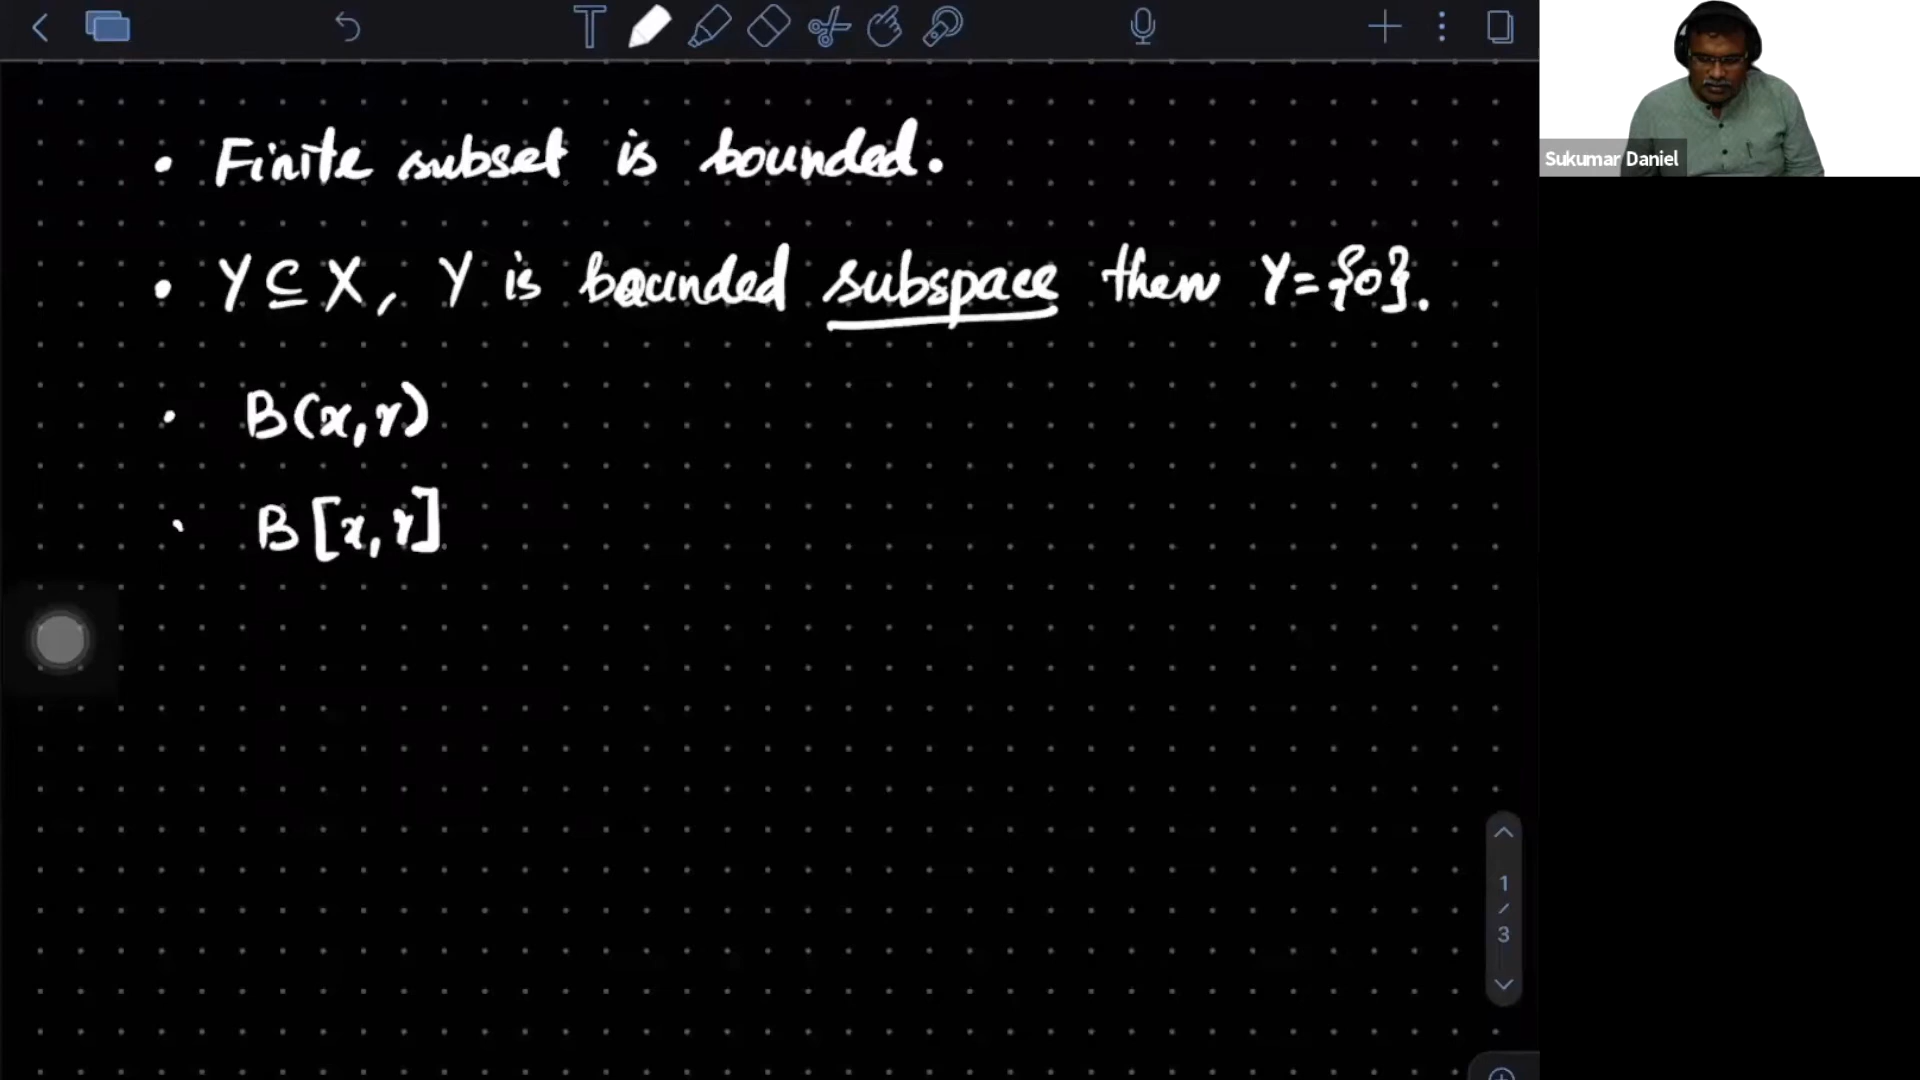 • Finite subset is bounded.
• Y ⊆ X, Y is bounded subspace then Y = {0}.
• B(x, r)
• B[x, r]
Sukumar Daniel
1
/
3